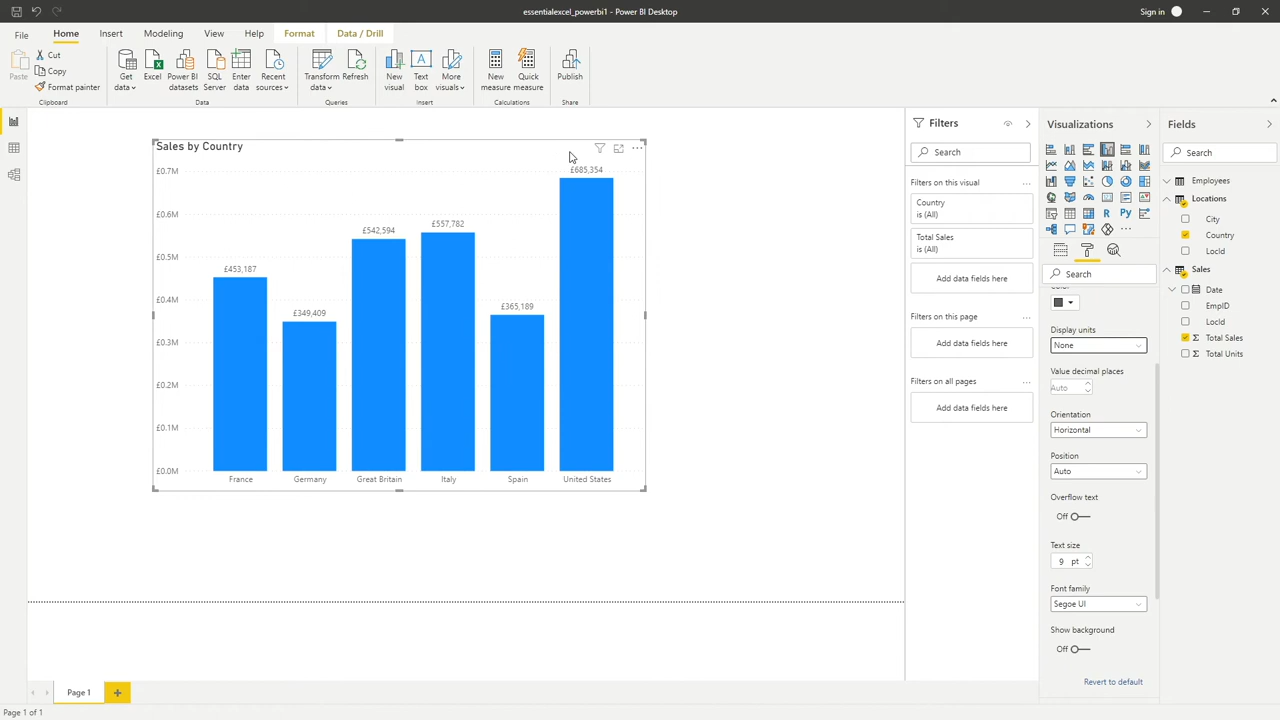 essentialexcel_powerbi1 - Power BI Desktop
Sign in
File
Home
Insert
Modeling
View
Help
Format
Data / Drill
Paste
Cut
Copy
Format painter
Clipboard
Get data
Excel
Power BI datasets
SQL Server
Enter data
Recent sources
Data
Transform data
Refresh
Queries
New visual
A
Text box
More visuals
Insert
New measure
Quick measure
Calculations
Publish
Share
Sales by Country
£0.7M
£0.6M
£0.5M
£0.4M
£0.3M
£0.2M
£0.1M
£0.0M
£453,187
£349,409
£542,594
£557,782
£365,189
£685,354
France
Germany
Great Britain
Italy
Spain
United States
Filters
Search
Filters on this visual
Country
is (All)
Total Sales
is (All)
Add data fields here
Filters on this page
Add data fields here
Filters on all pages
Add data fields here
Visualizations
R
Py
Search
Color
Display units
None
Value decimal places
Auto
Orientation
Horizontal
Position
Auto
Overflow text
Off
Text size
9 pt
Font family
Segoe UI
Show background
Off
Revert to default
Fields
Search
Employees
Locations
City
Country
LocId
Sales
Date
EmpID
LocId
Σ Total Sales
Σ Total Units
Page 1
Page 1 of 1